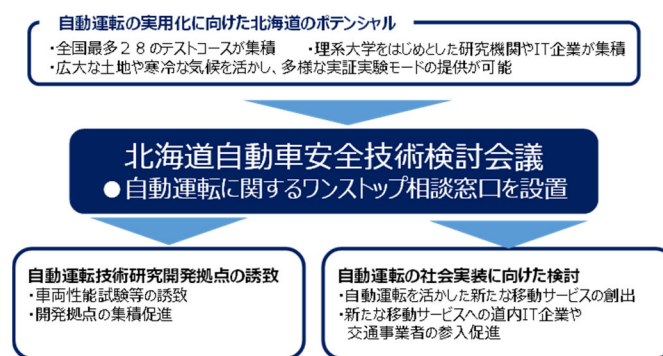 自動運転の実用化に向けた北海道のポテンシャル
・全国最多２８のテストコースが集積　・理系大学をはじめとした研究機関やIT企業が集積
・広大な土地や寒冷な気候を活かし、多様な実証実験モードの提供が可能
北海道自動車安全技術検討会議
●自動運転に関するワンストップ相談窓口を設置
自動運転技術研究開発拠点の誘致
・車両性能試験等の誘致
・開発拠点の集積促進
自動運転の社会実装に向けた検討
・自動運転を活かした新たな移動サービスの創出
・新たな移動サービスへの道内IT企業や
交通事業者の参入促進